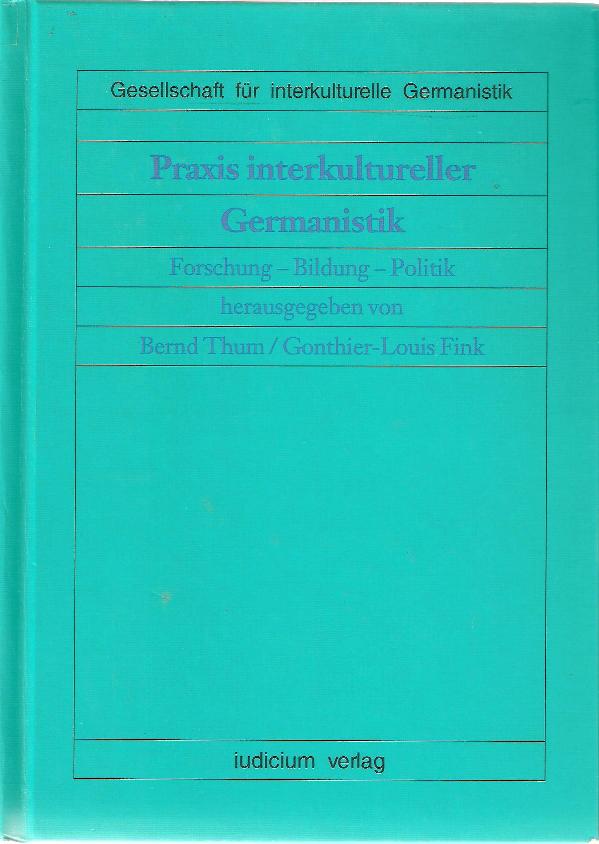 Gesellschaft für interkulturelle Germanistik
Praxis interkultureller
Germanistik
Forschung – Bildung – Politik
herausgegeben von
Bernd Thum / Gonthier-Louis Fink
iudicium verlag